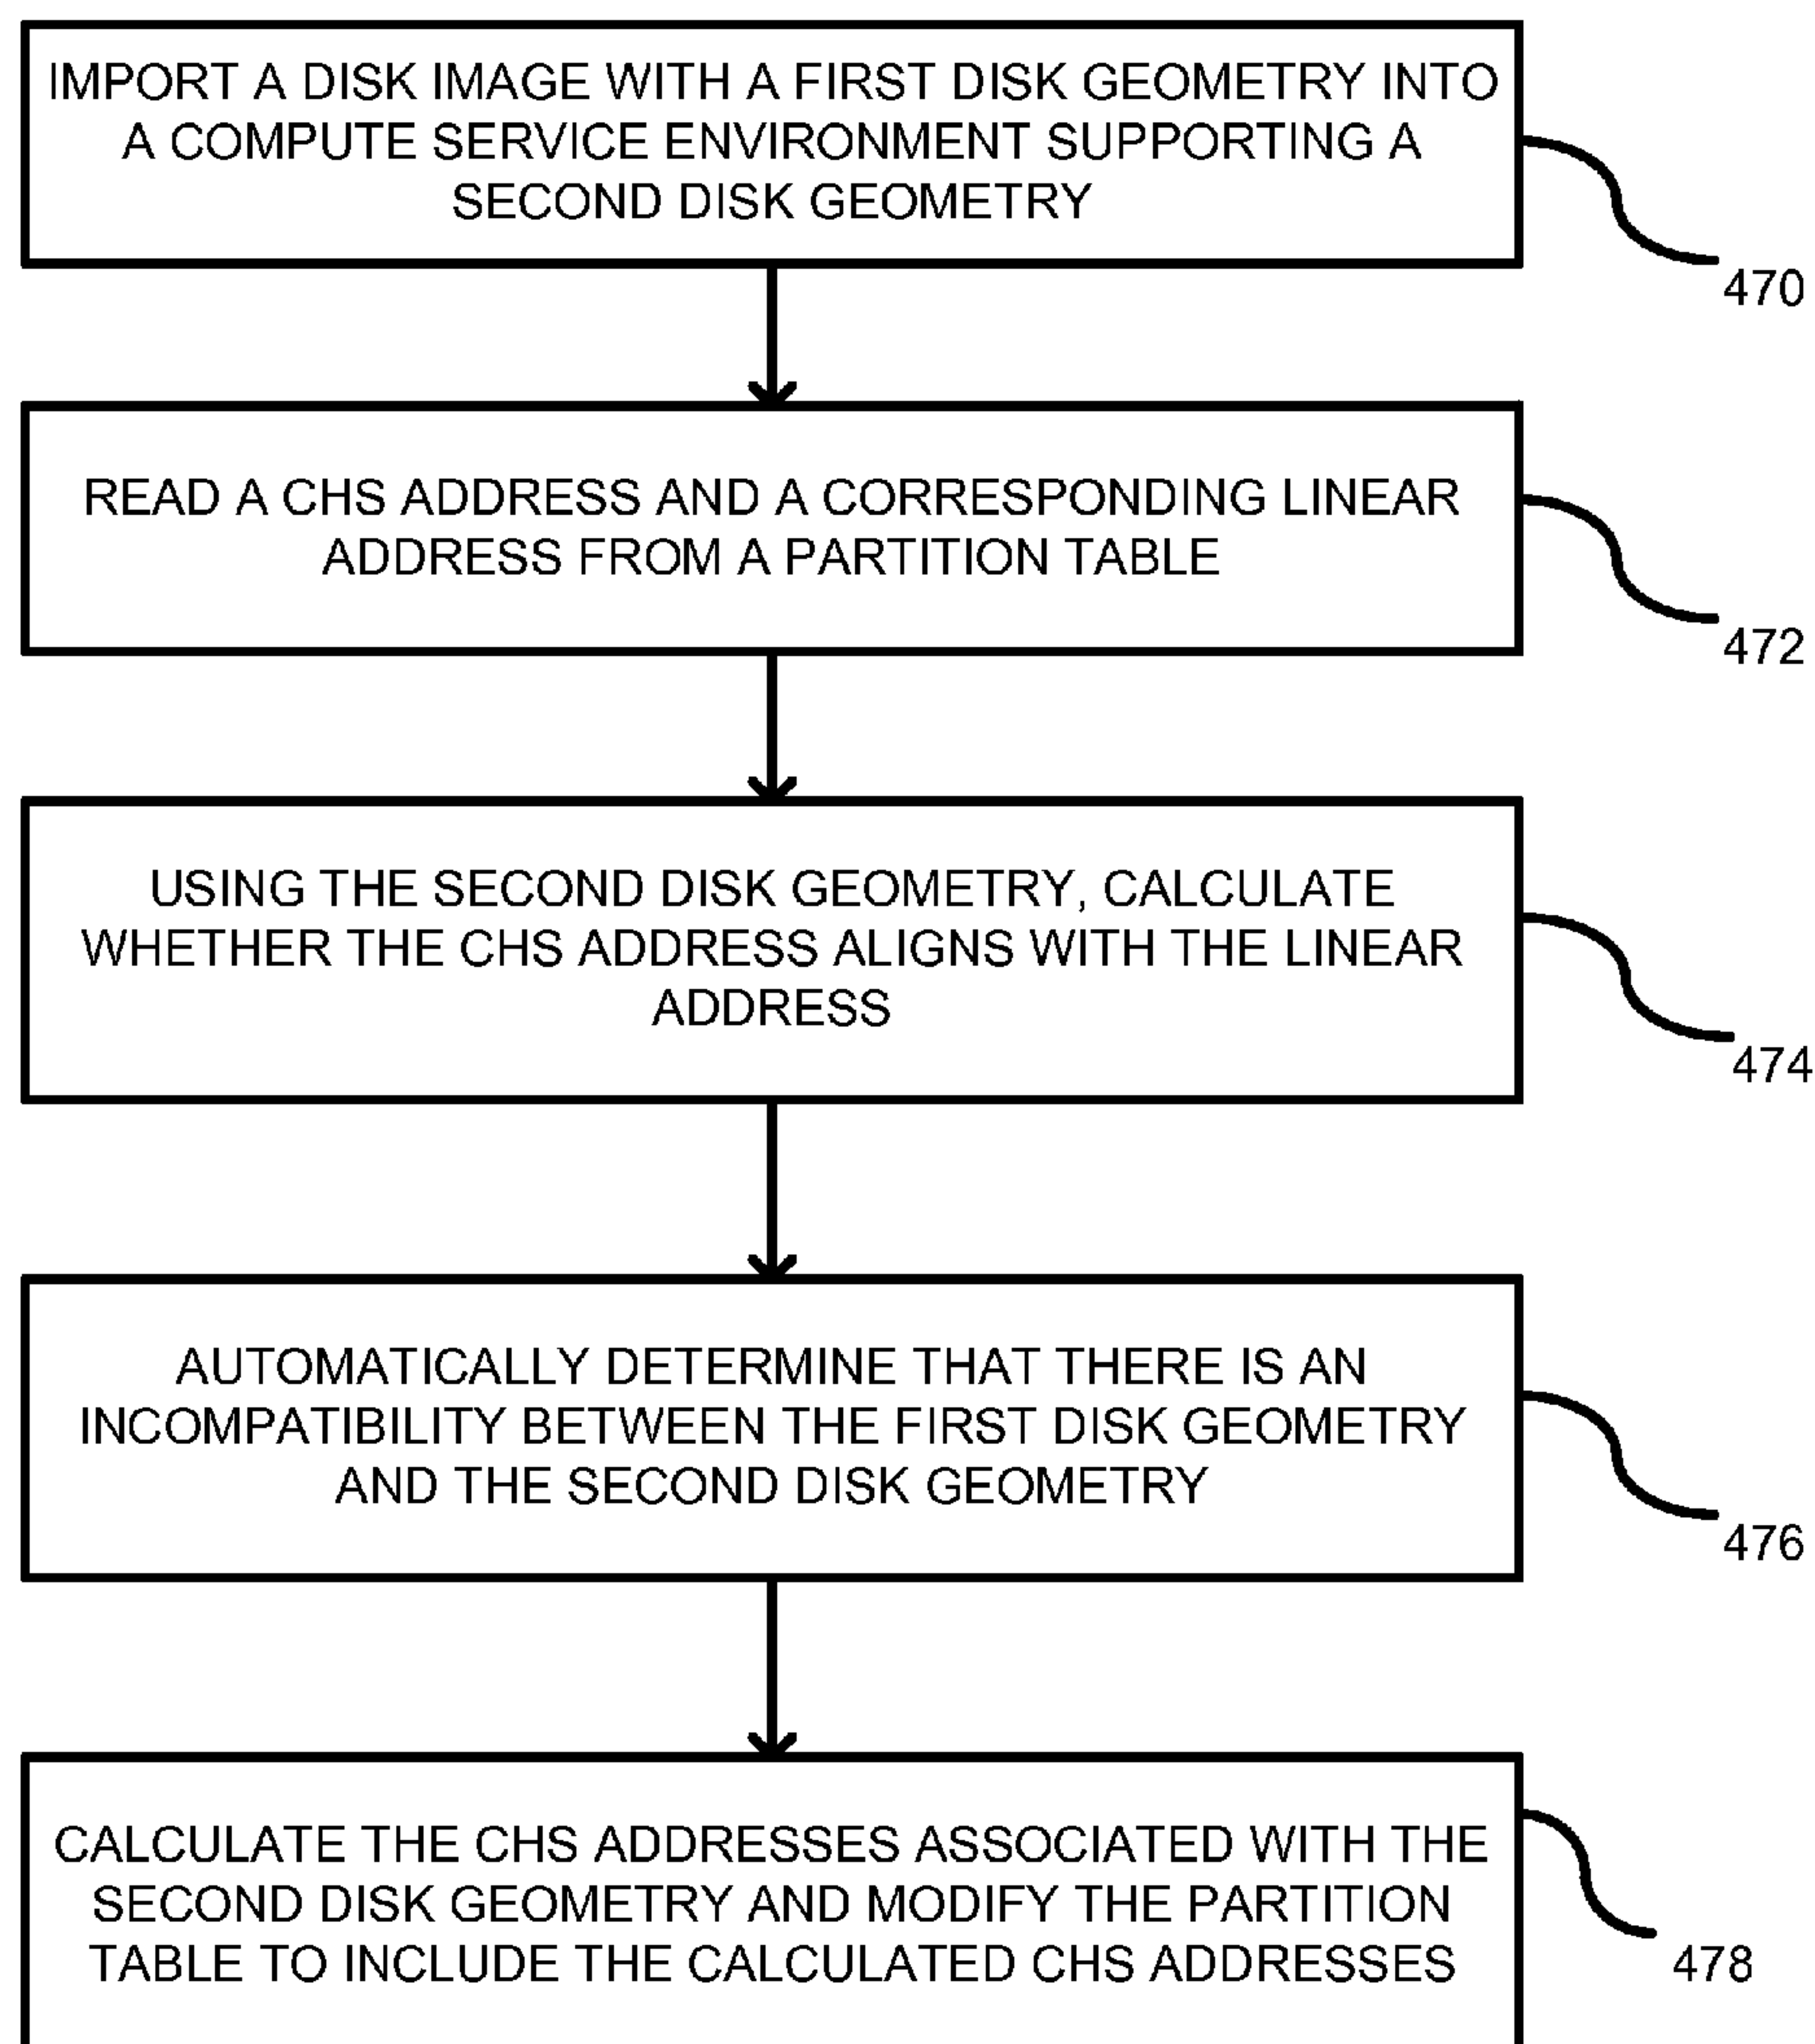 IMPORT A DISK IMAGE WITH A FIRST DISK GEOMETRY INTO
A COMPUTE SERVICE ENVIRONMENT SUPPORTING A
SECOND DISK GEOMETRY
470
READ A CHS ADDRESS AND A CORRESPONDING LINEAR
ADDRESS FROM A PARTITION TABLE
472
USING THE SECOND DISK GEOMETRY, CALCULATE
WHETHER THE CHS ADDRESS ALIGNS WITH THE LINEAR
ADDRESS
474
AUTOMATICALLY DETERMINE THAT THERE IS AN
INCOMPATIBILITY BETWEEN THE FIRST DISK GEOMETRY
AND THE SECOND DISK GEOMETRY
476
CALCULATE THE CHS ADDRESSES ASSOCIATED WITH THE
SECOND DISK GEOMETRY AND MODIFY THE PARTITION
TABLE TO INCLUDE THE CALCULATED CHS ADDRESSES
478